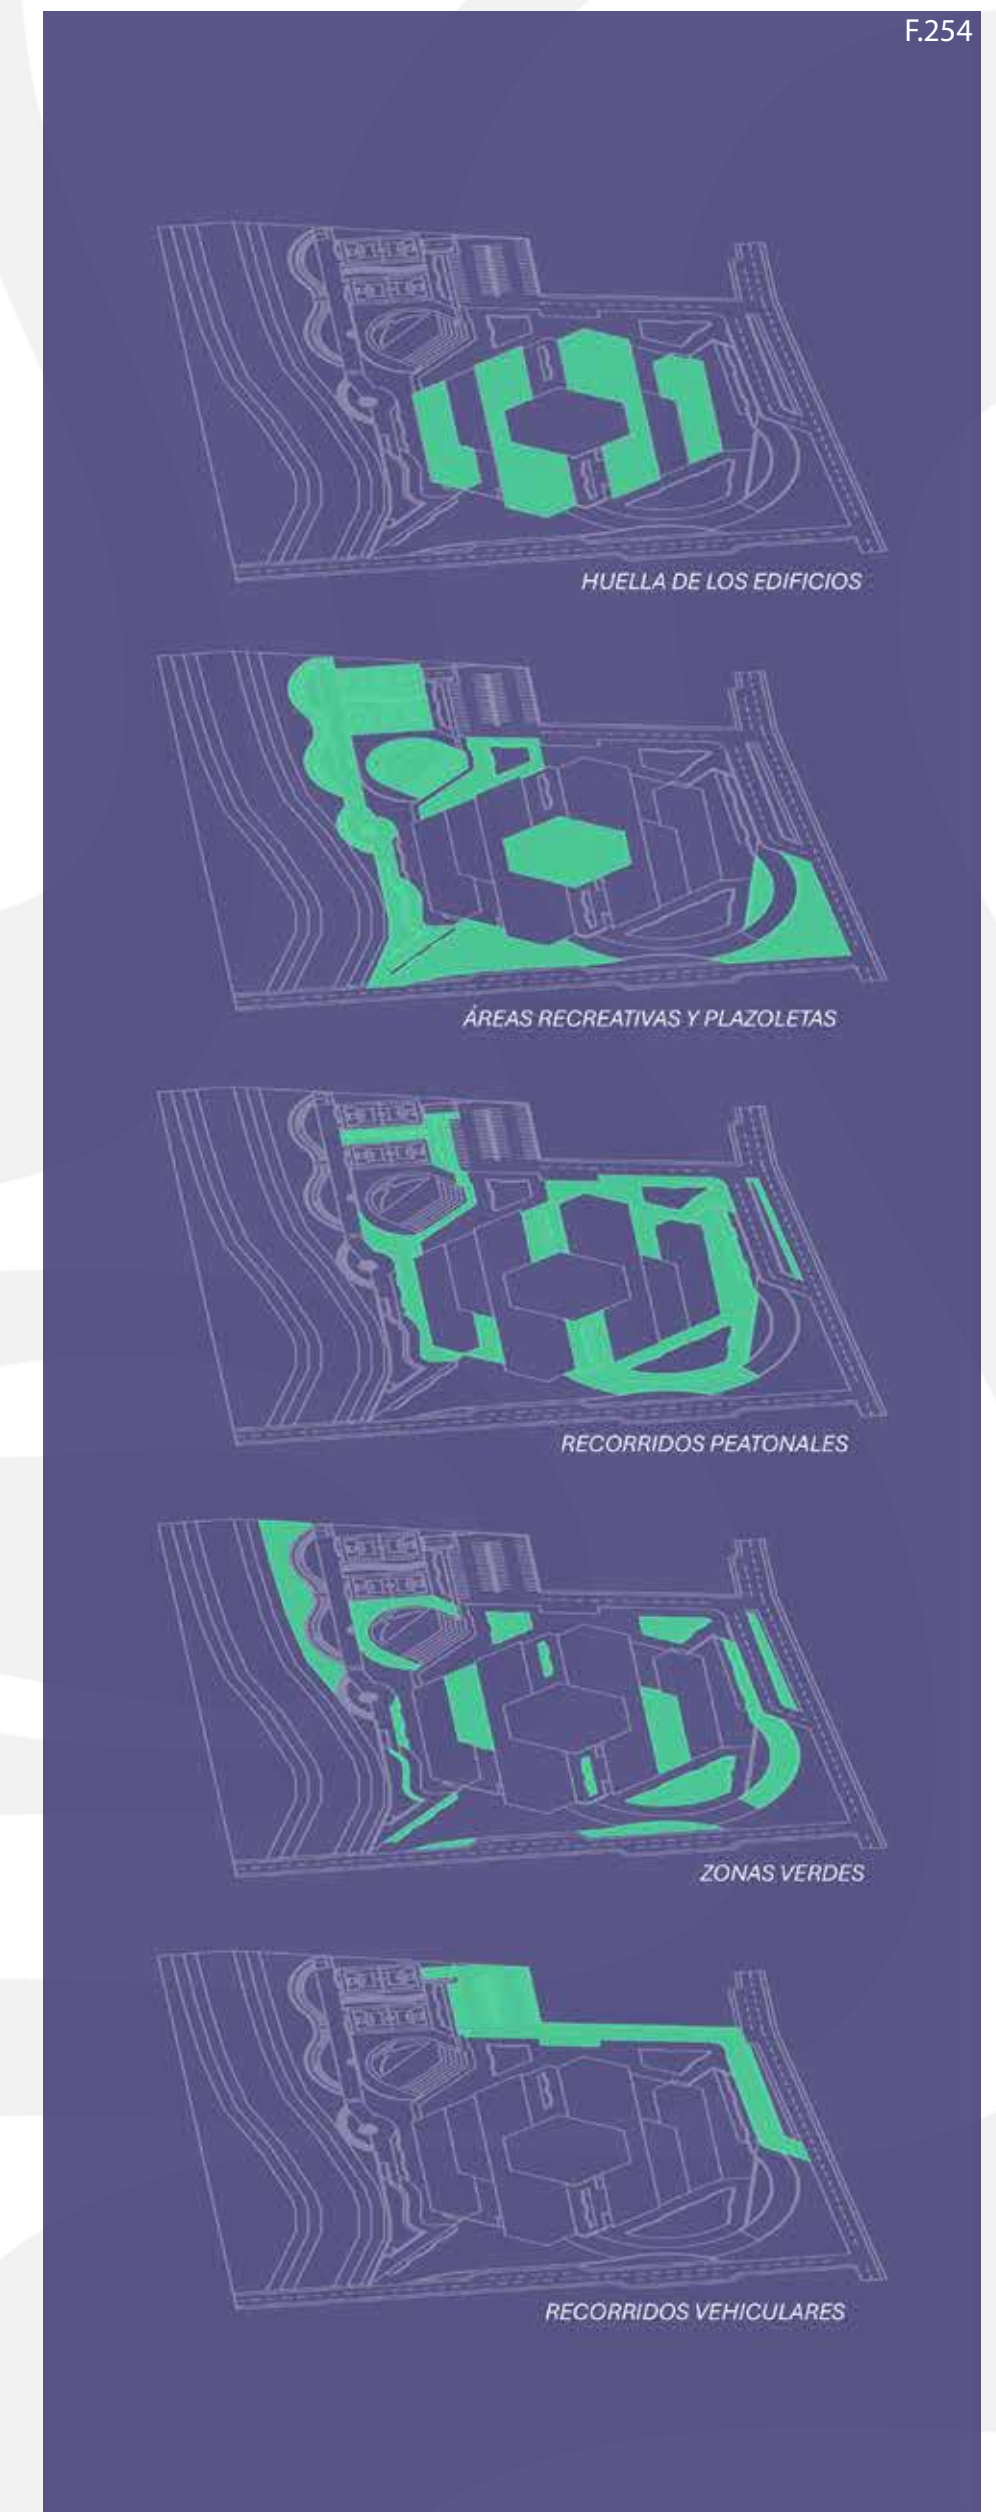 F.254
HUELLA DE LOS EDIFICIOS
ÁREAS RECREATIVAS Y PLAZOLETAS
RECORRIDOS PEATONALES
ZONAS VERDES
RECORRIDOS VEHICULARES